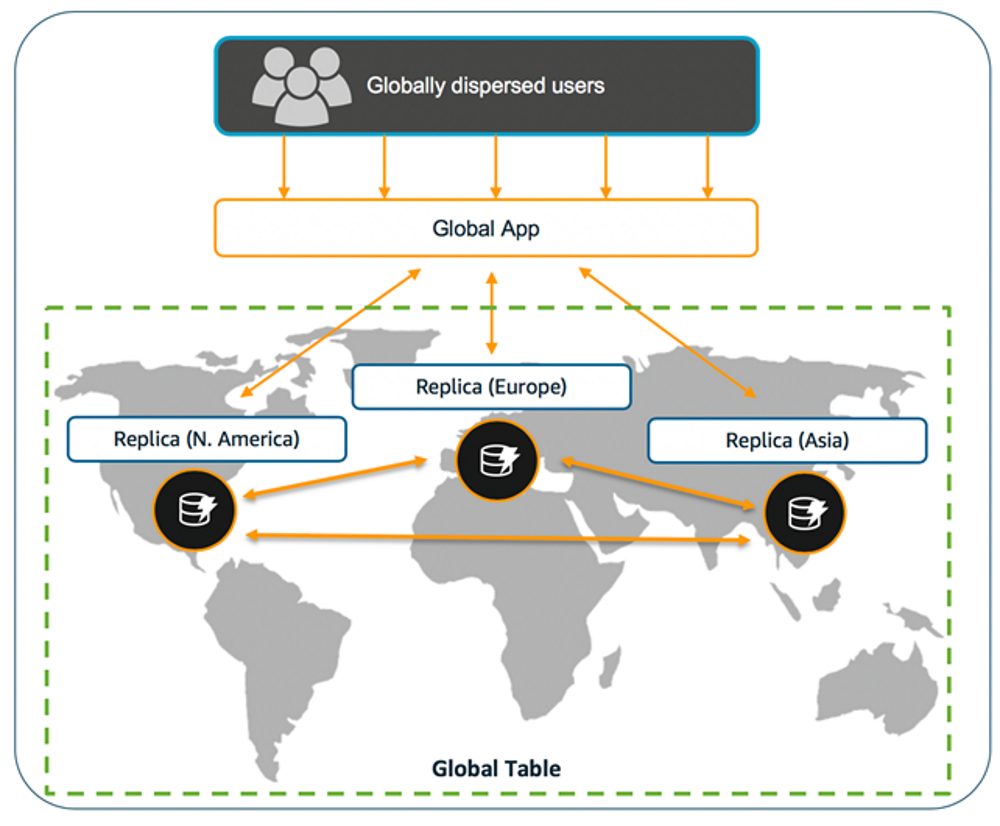 Globally dispersed users
Global App
Replica (Europe)
Replica (N. America)
Replica (Asia)
Global Table